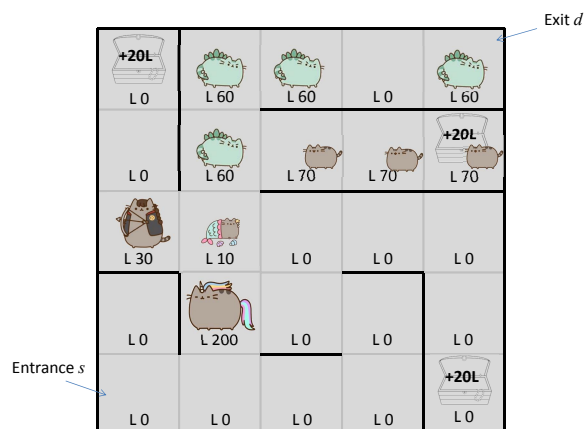 Exit d
+20L
L 0 L 60 L 60 L 0 L 60
+20L
L 0 L 60 L 70 L 70 L 70
L 30 L 10 L 0 L 0 L 0
L 0 L 200 L 0 L 0 L 0
Entrance s
+20L
L 0 L 0 L 0 L 0 L 0